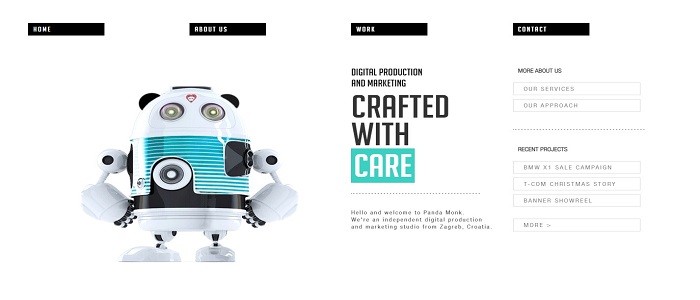 HOME
ABOUT US
WORK
CONTACT
DIGITAL PRODUCTION
AND MARKETING
CRAFTED
WITH
CARE
Hello and welcome to Panda Monk.
We're an independent digital production
and marketing studio from Zagreb, Croatia.
MORE ABOUT US
OUR SERVICES
OUR APPROACH
RECENT PROJECTS
BMW X1 SALE CAMPAIGN
T-COM CHRISTMAS STORY
BANNER SHOWREEL
MORE >